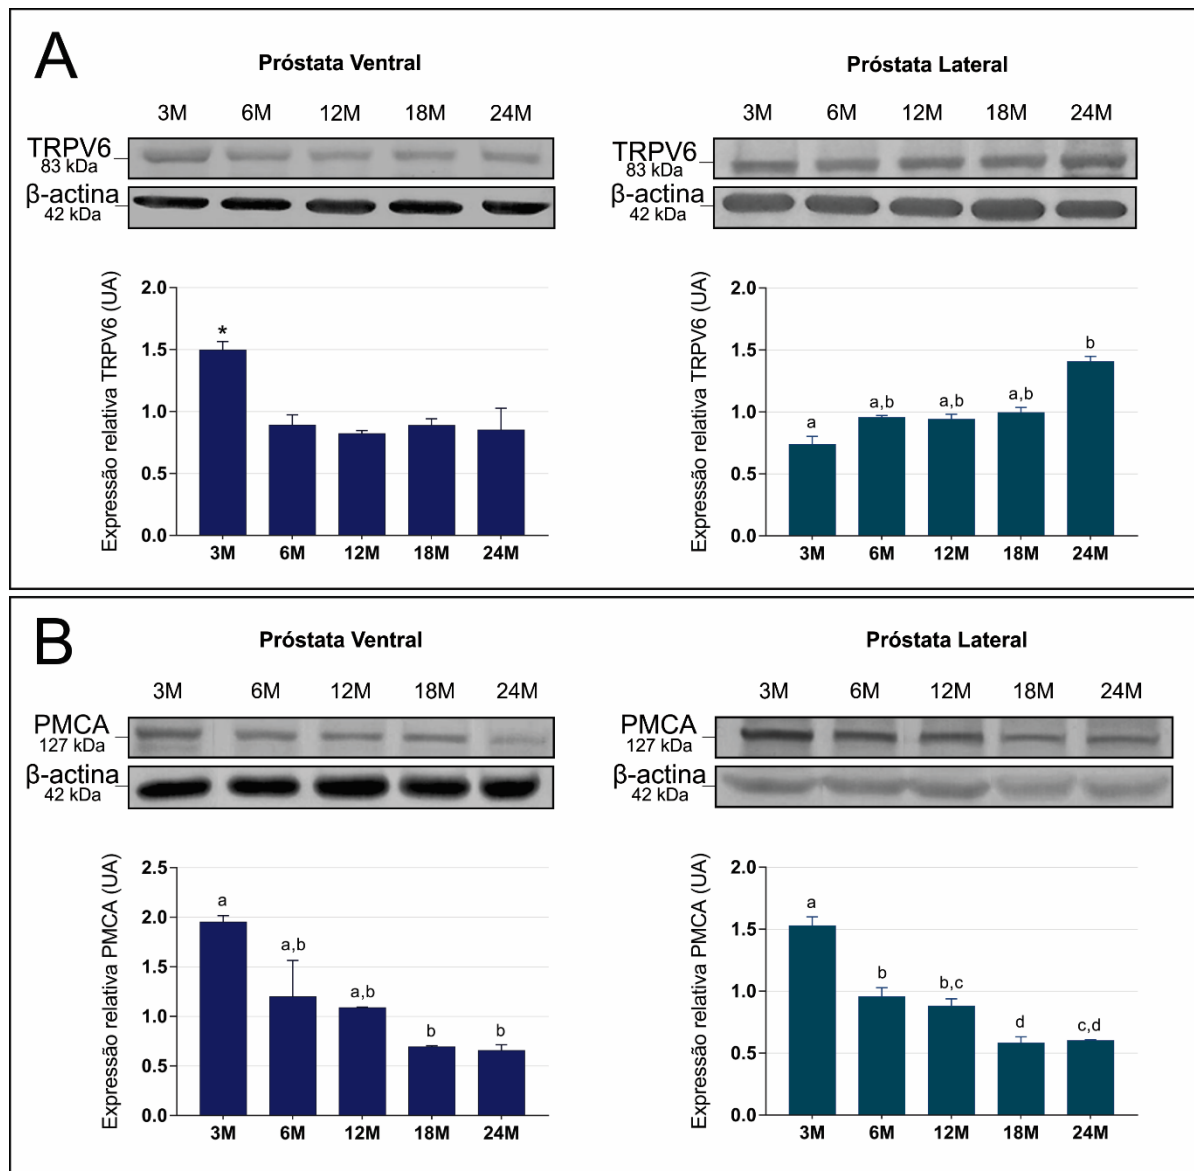 A
Próstata Ventral
3M 6M 12M 18M 24M
TRPV6
83 kDa
β-actina
42 kDa
Expressão relativa TRPV6 (UA)
2.0
1.5
1.0
0.5
0.0
*
3M 6M 12M 18M 24M
Próstata Lateral
3M 6M 12M 18M 24M
TRPV6
83 kDa
β-actina
42 kDa
Expressão relativa TRPV6 (UA)
2.0
1.5
1.0
0.5
0.0
a a,b a,b a,b b
3M 6M 12M 18M 24M
B
Próstata Ventral
3M 6M 12M 18M 24M
PMCA
127 kDa
β-actina
42 kDa
Expressão relativa PMCA (UA)
2.5
2.0
1.5
1.0
0.5
0.0
a a,b a,b b b
3M 6M 12M 18M 24M
Próstata Lateral
3M 6M 12M 18M 24M
PMCA
127 kDa
β-actina
42 kDa
Expressão relativa PMCA (UA)
2.0
1.5
1.0
0.5
0.0
a b b,c d c,d
3M 6M 12M 18M 24M